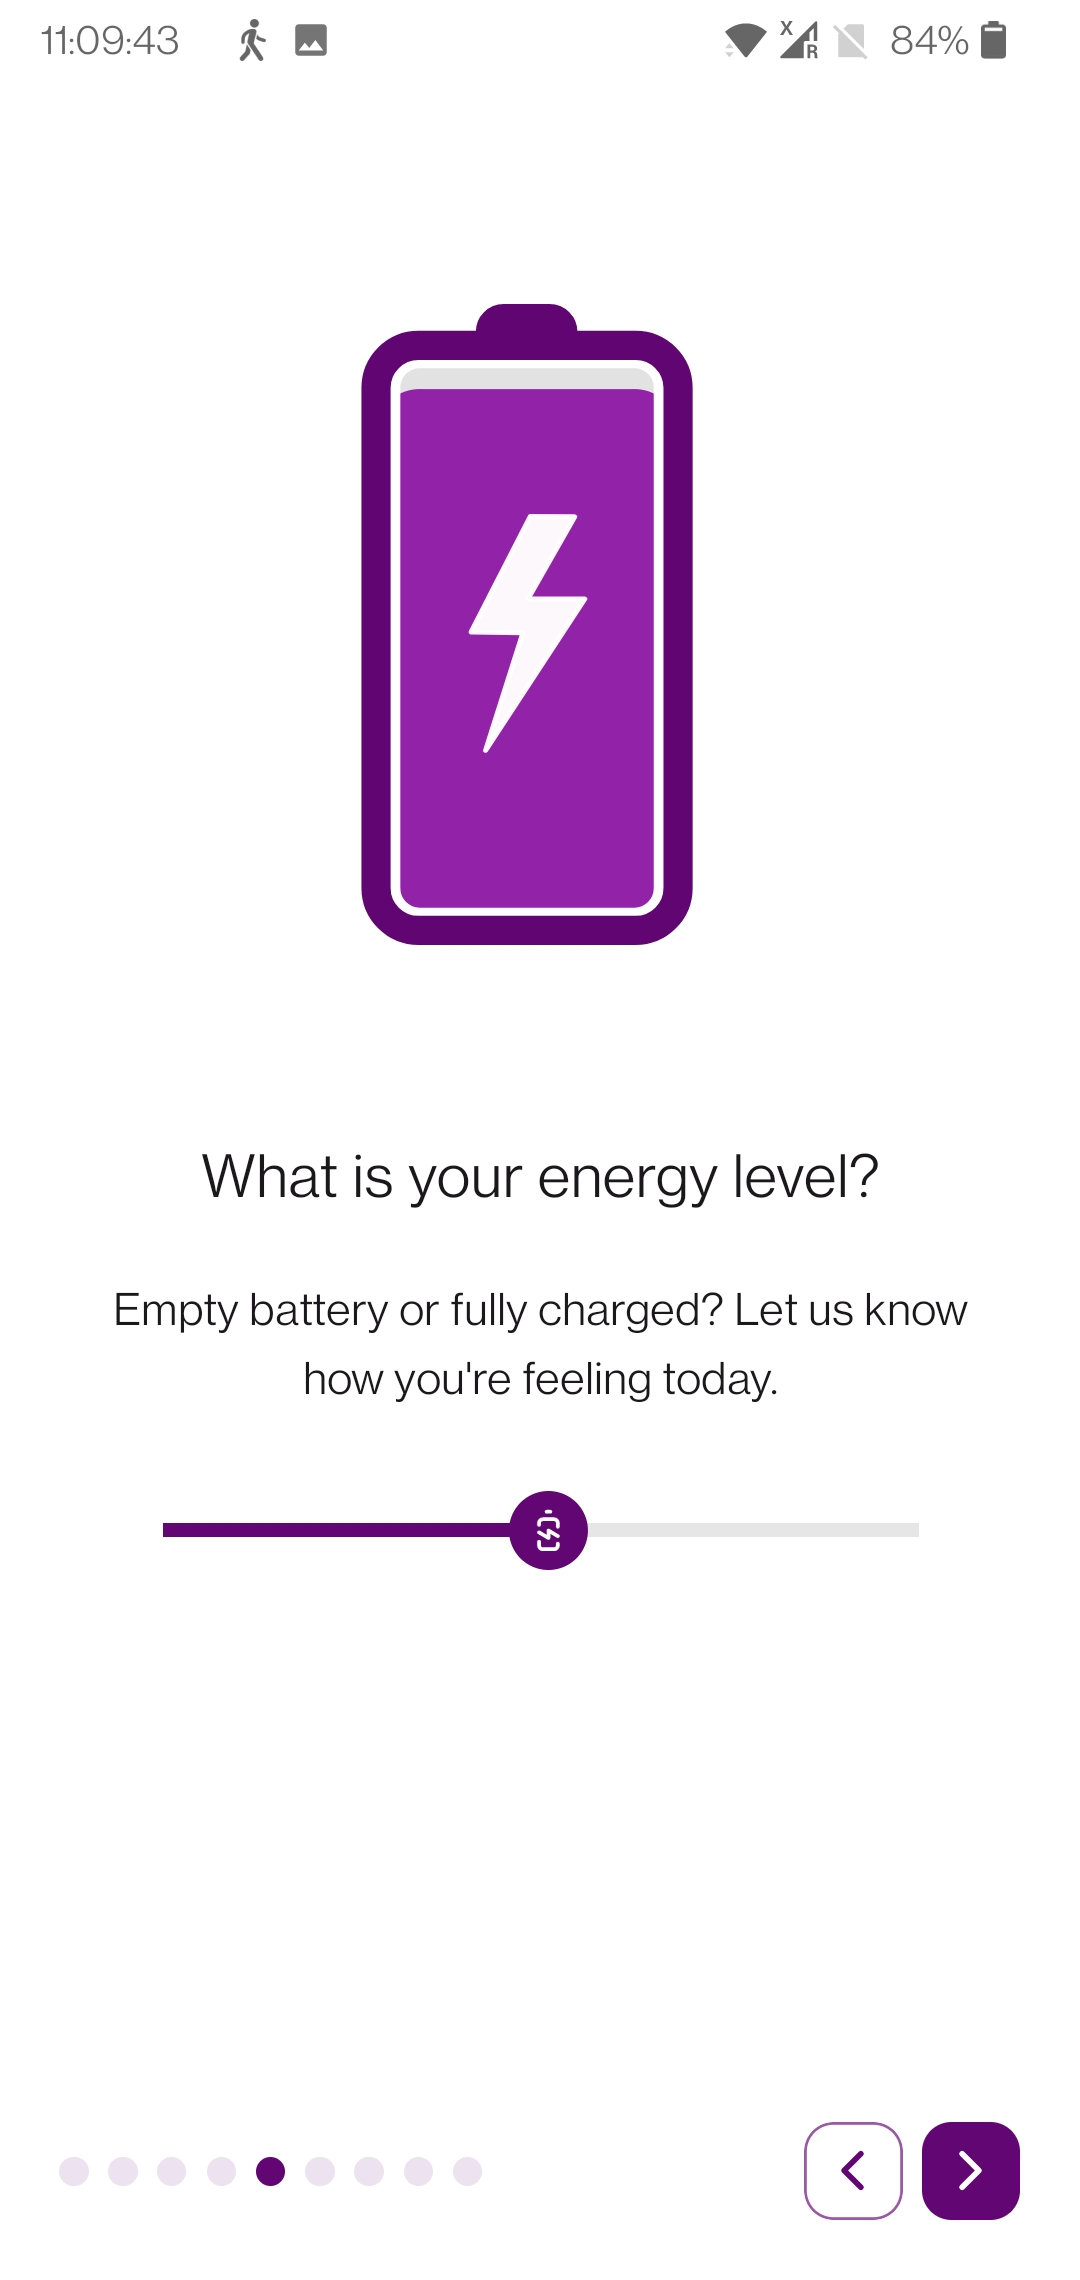 11:09:43
X
R
84%
What is your energy level?
Empty battery or fully charged? Let us know
how you're feeling today.